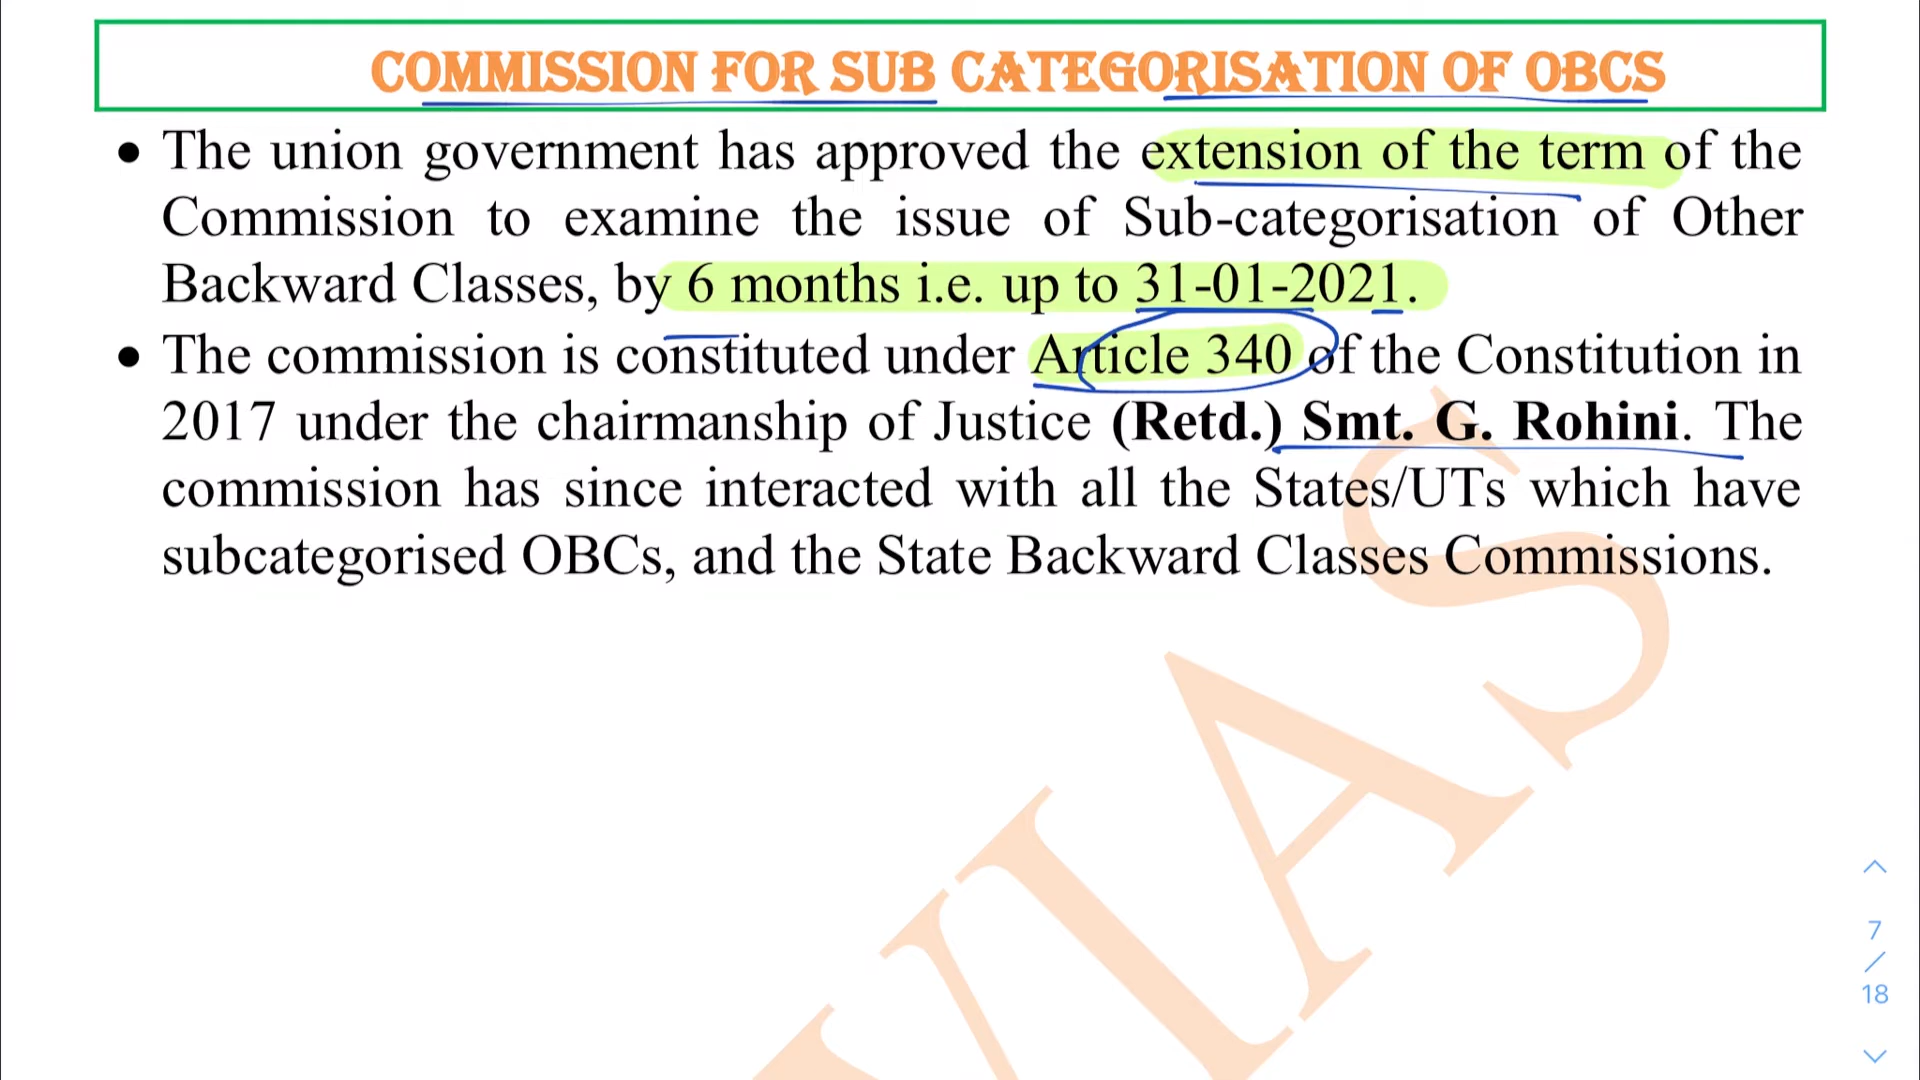 COMMISSION FOR SUB CATEGORISATION OF OBCS
• The union government has approved the extension of the term of the
Commission to examine the issue of Sub-categorisation of Other
Backward Classes, by 6 months i.e. up to 31-01-2021.
• The commission is constituted under Article 340 of the Constitution in
2017 under the chairmanship of Justice (Retd.) Smt. G. Rohini. The
commission has since interacted with all the States/UTs which have
subcategorised OBCs, and the State Backward Classes Commissions.
VIAS
7
/
18